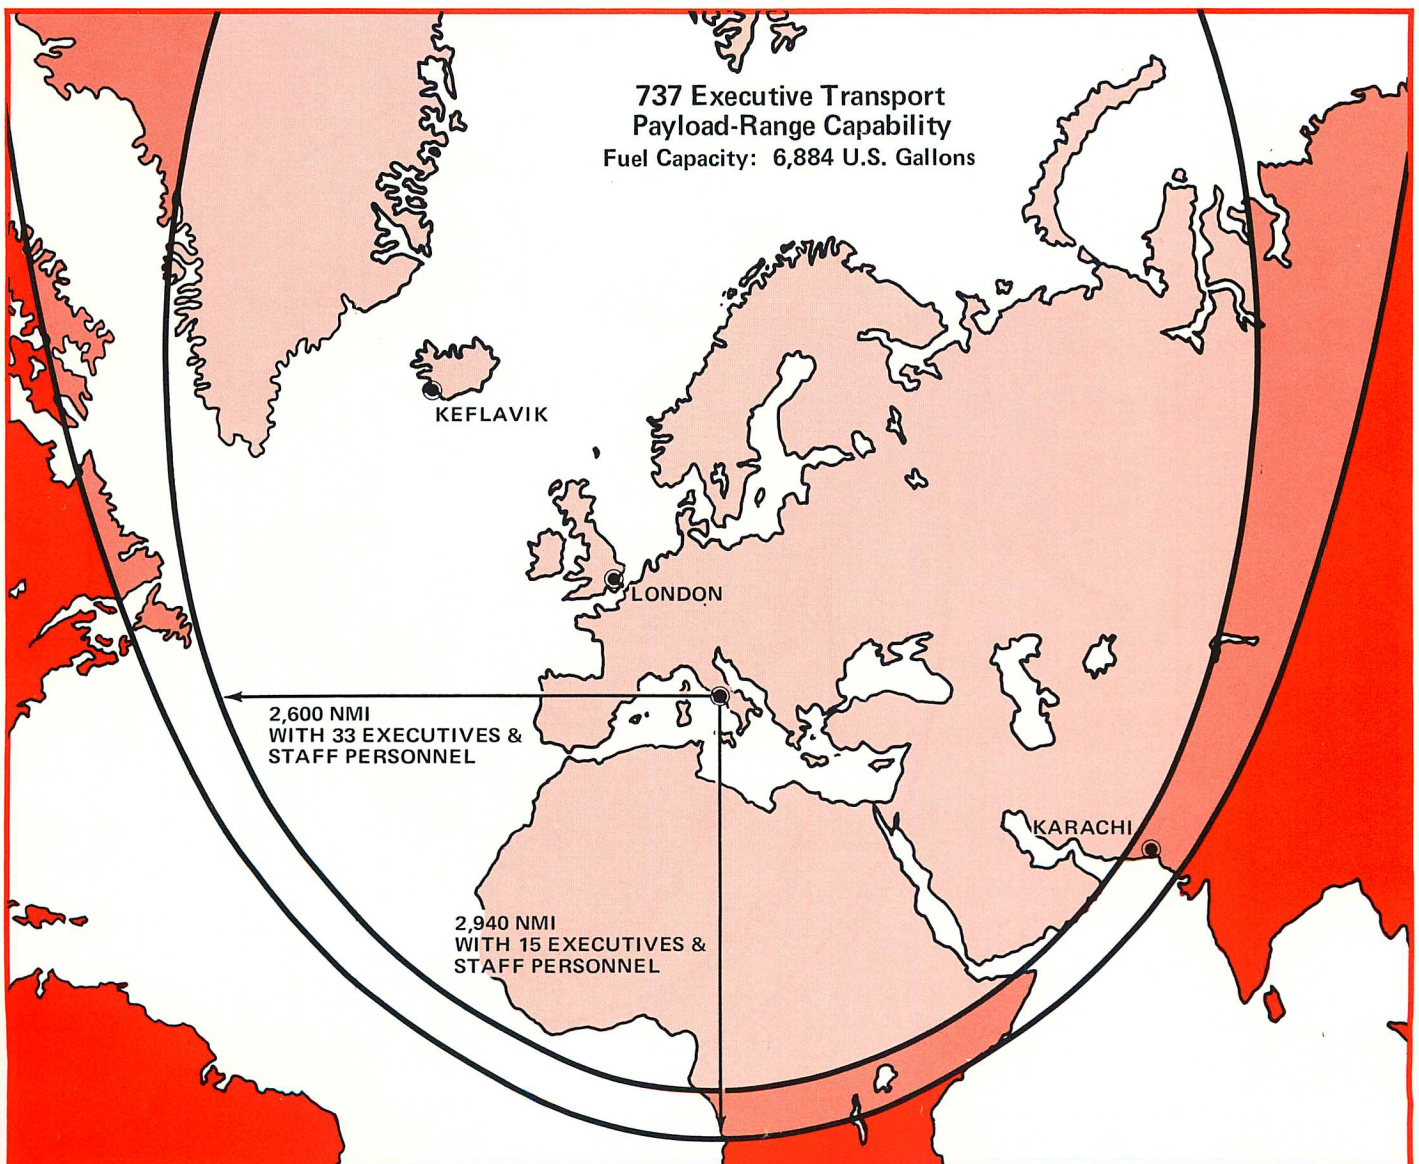 737 Executive Transport
Payload-Range Capability
Fuel Capacity: 6,884 U.S. Gallons
KEFLAVIK
LONDON
2,600 NMI
WITH 33 EXECUTIVES &
STAFF PERSONNEL
KARACHI
2,940 NMI
WITH 15 EXECUTIVES &
STAFF PERSONNEL